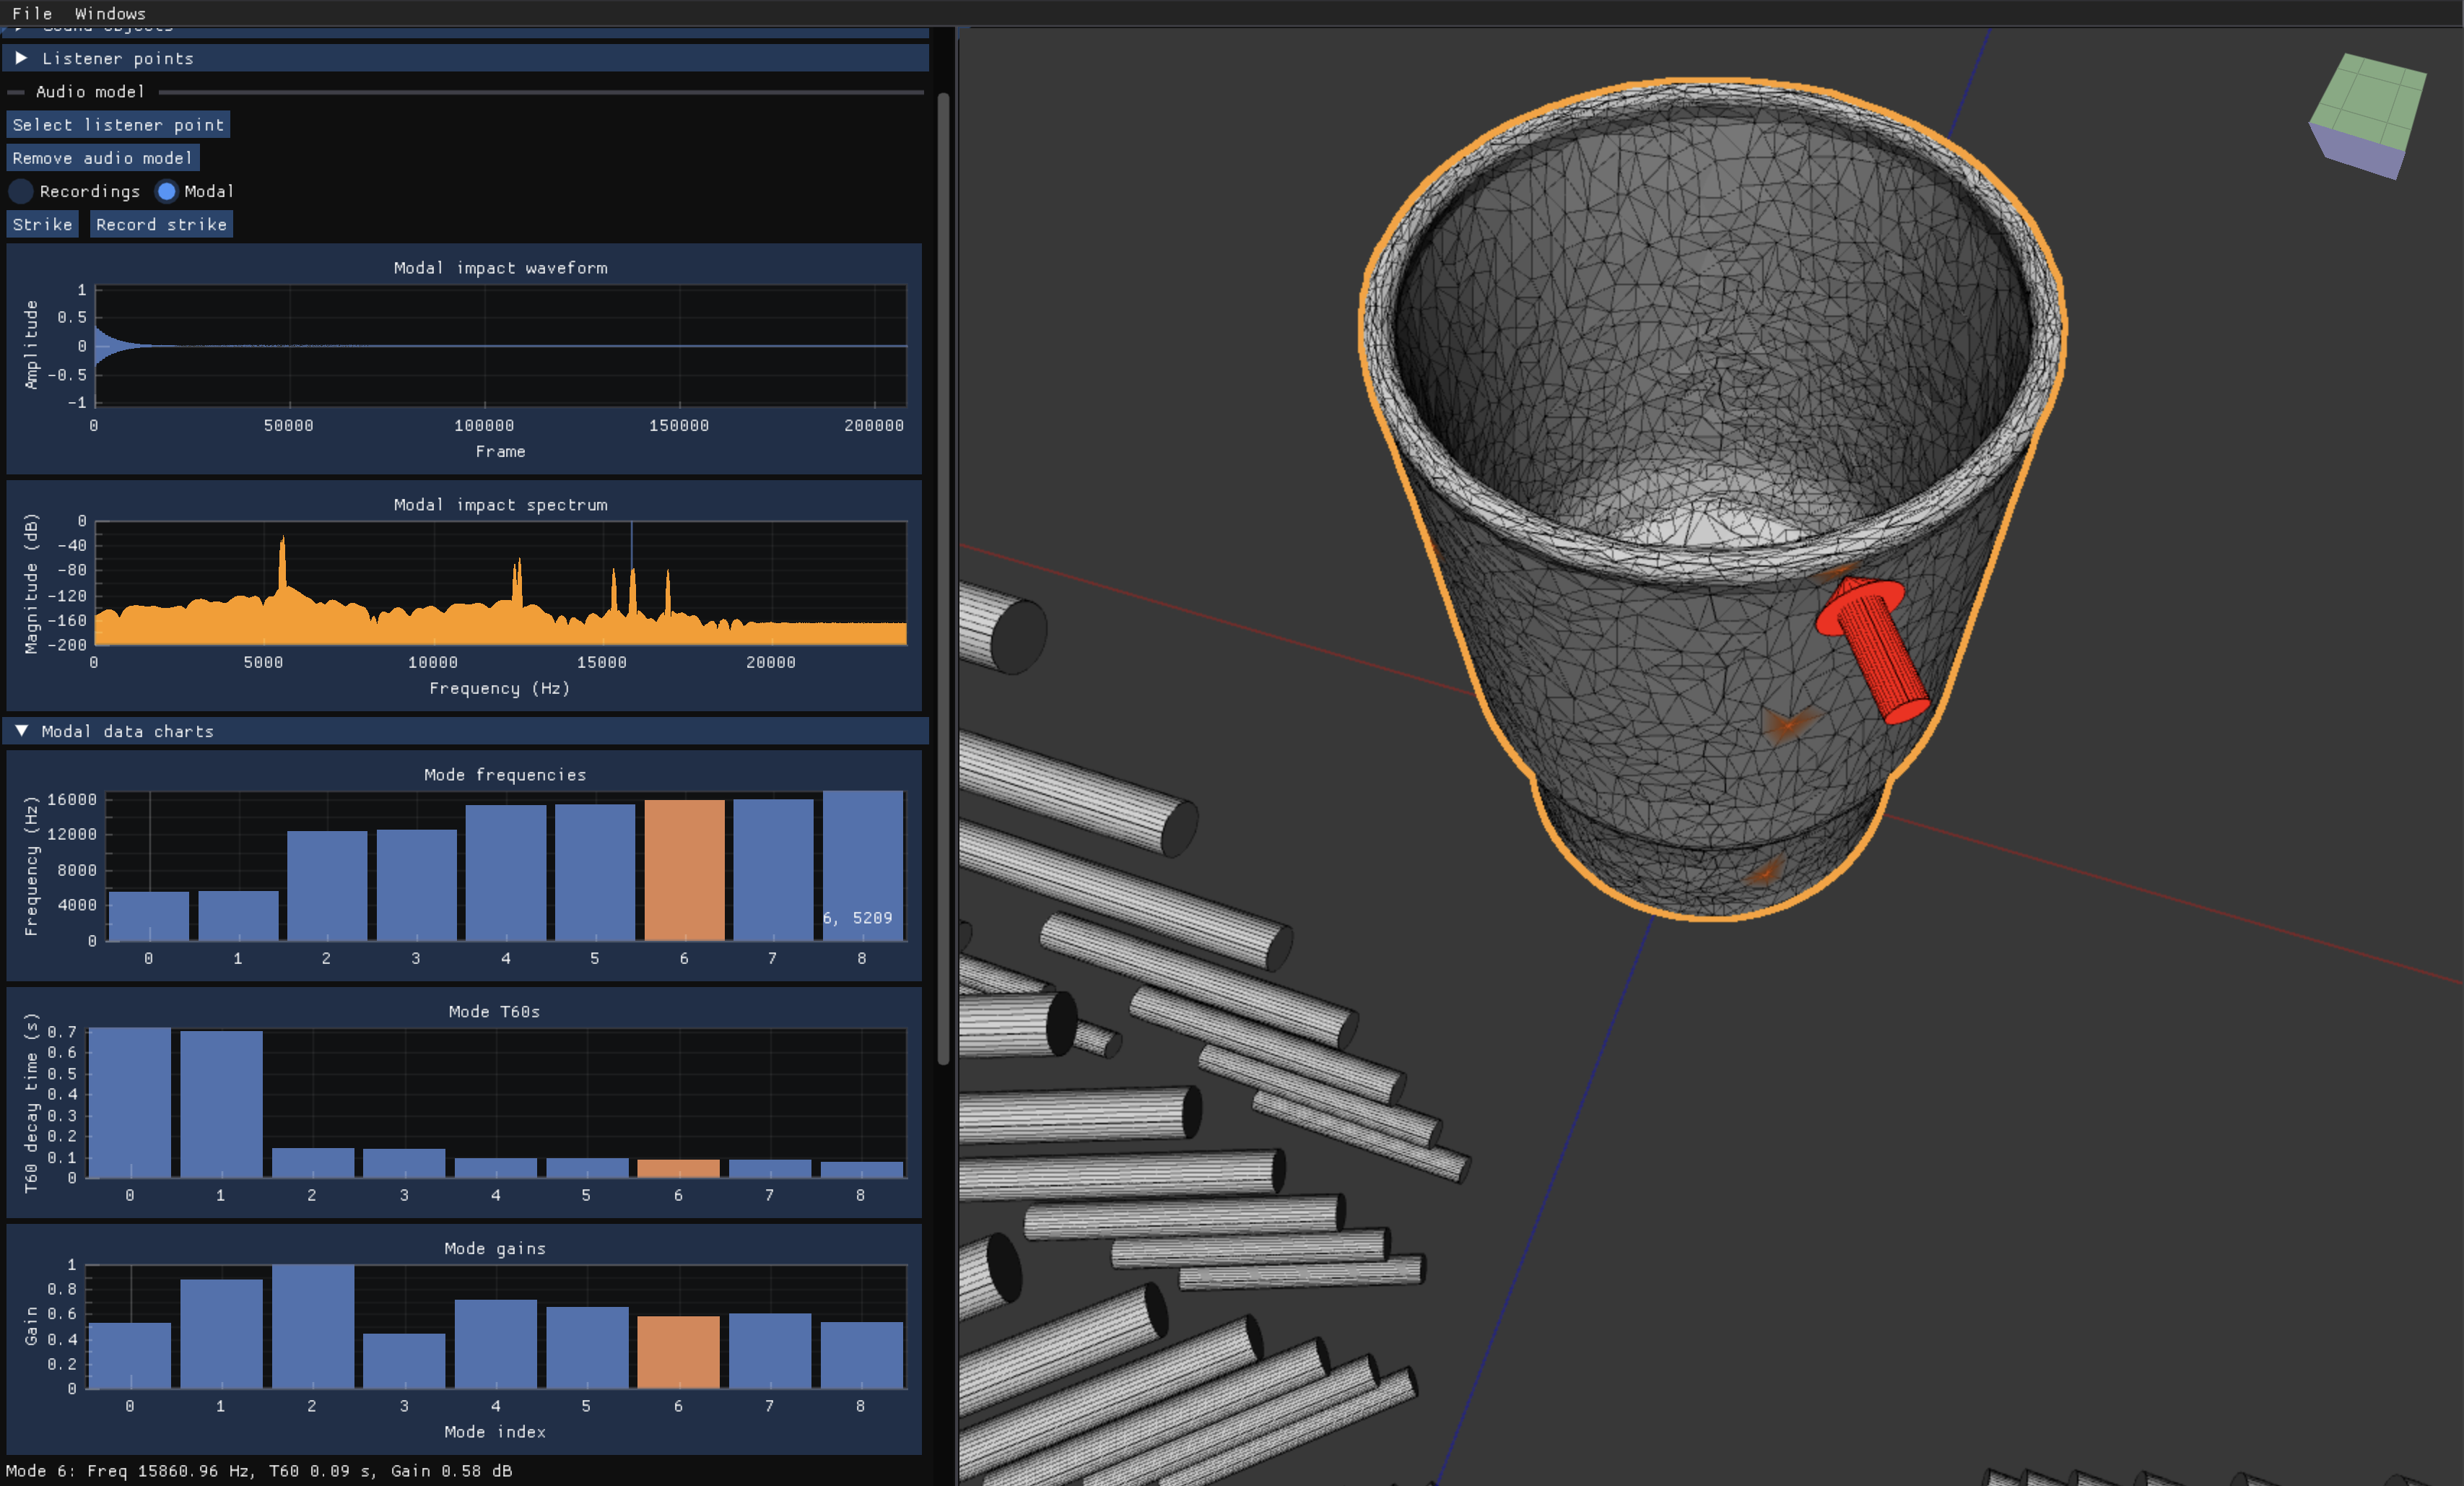 File Windows
Sound objects
Listener points
Audio model
Select listener point
Remove audio model
Recordings Modal
Strike Record strike
Modal impact waveform
Amplitude
1
0.5
0
-0.5
-1
0 50000 100000 150000 200000
Frame
Modal impact spectrum
Magnitude (dB)
0
-40
-80
-120
-160
-200
0 5000 10000 15000 20000
Frequency (Hz)
Modal data charts
Mode frequencies
Frequency (Hz)
16000
12000
8000
4000
0
6, 5209
0 1 2 3 4 5 6 7 8
Mode T60s
T60 decay time (s)
0.7
0.6
0.5
0.4
0.3
0.2
0.1
0
0 1 2 3 4 5 6 7 8
Mode gains
Gain
1
0.8
0.6
0.4
0.2
0
0 1 2 3 4 5 6 7 8
Mode index
Mode 6: Freq 15860.96 Hz, T60 0.09 s, Gain 0.58 dB